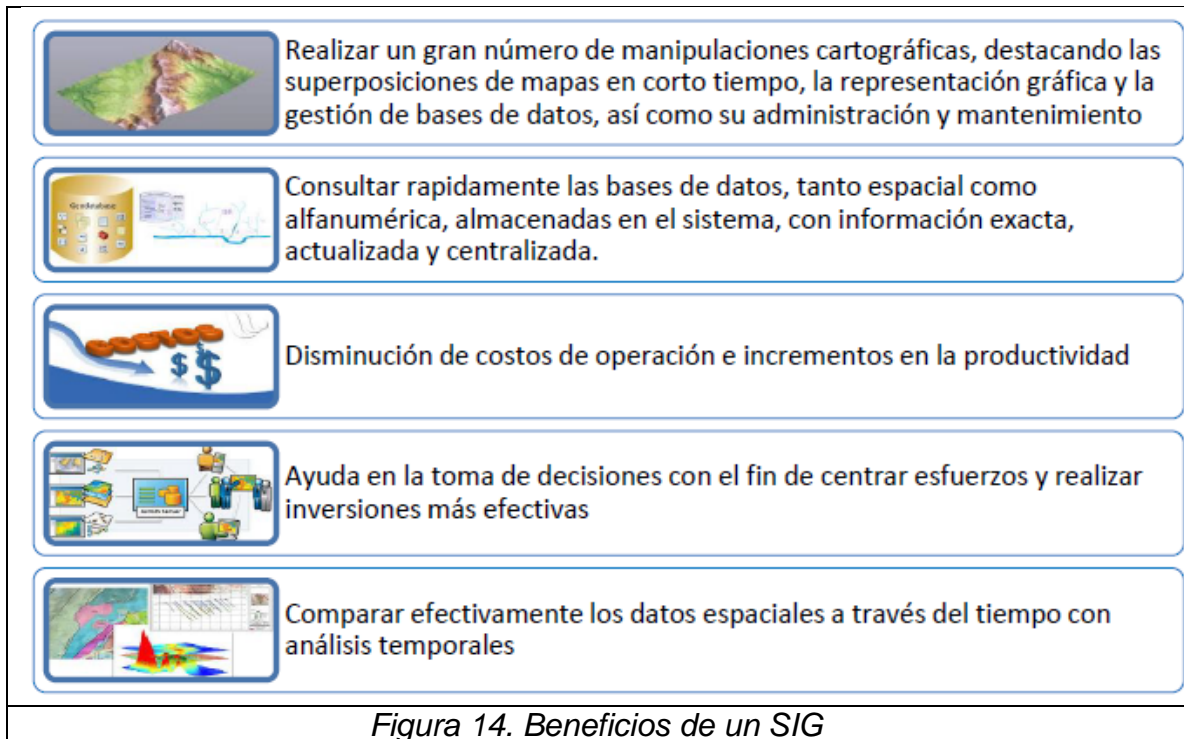 Realizar un gran número de manipulaciones cartográficas, destacando las
superposiciones de mapas en corto tiempo, la representación gráfica y la
gestión de bases de datos, así como su administración y mantenimiento
Consultar rapidamente las bases de datos, tanto espacial como
alfanumérica, almacenadas en el sistema, con información exacta,
actualizada y centralizada.
COSTOS
$ $ $
Disminución de costos de operación e incrementos en la productividad
Ayuda en la toma de decisiones con el fin de centrar esfuerzos y realizar
inversiones más efectivas
Comparar efectivamente los datos espaciales a través del tiempo con
análisis temporales
Figura 14. Beneficios de un SIG